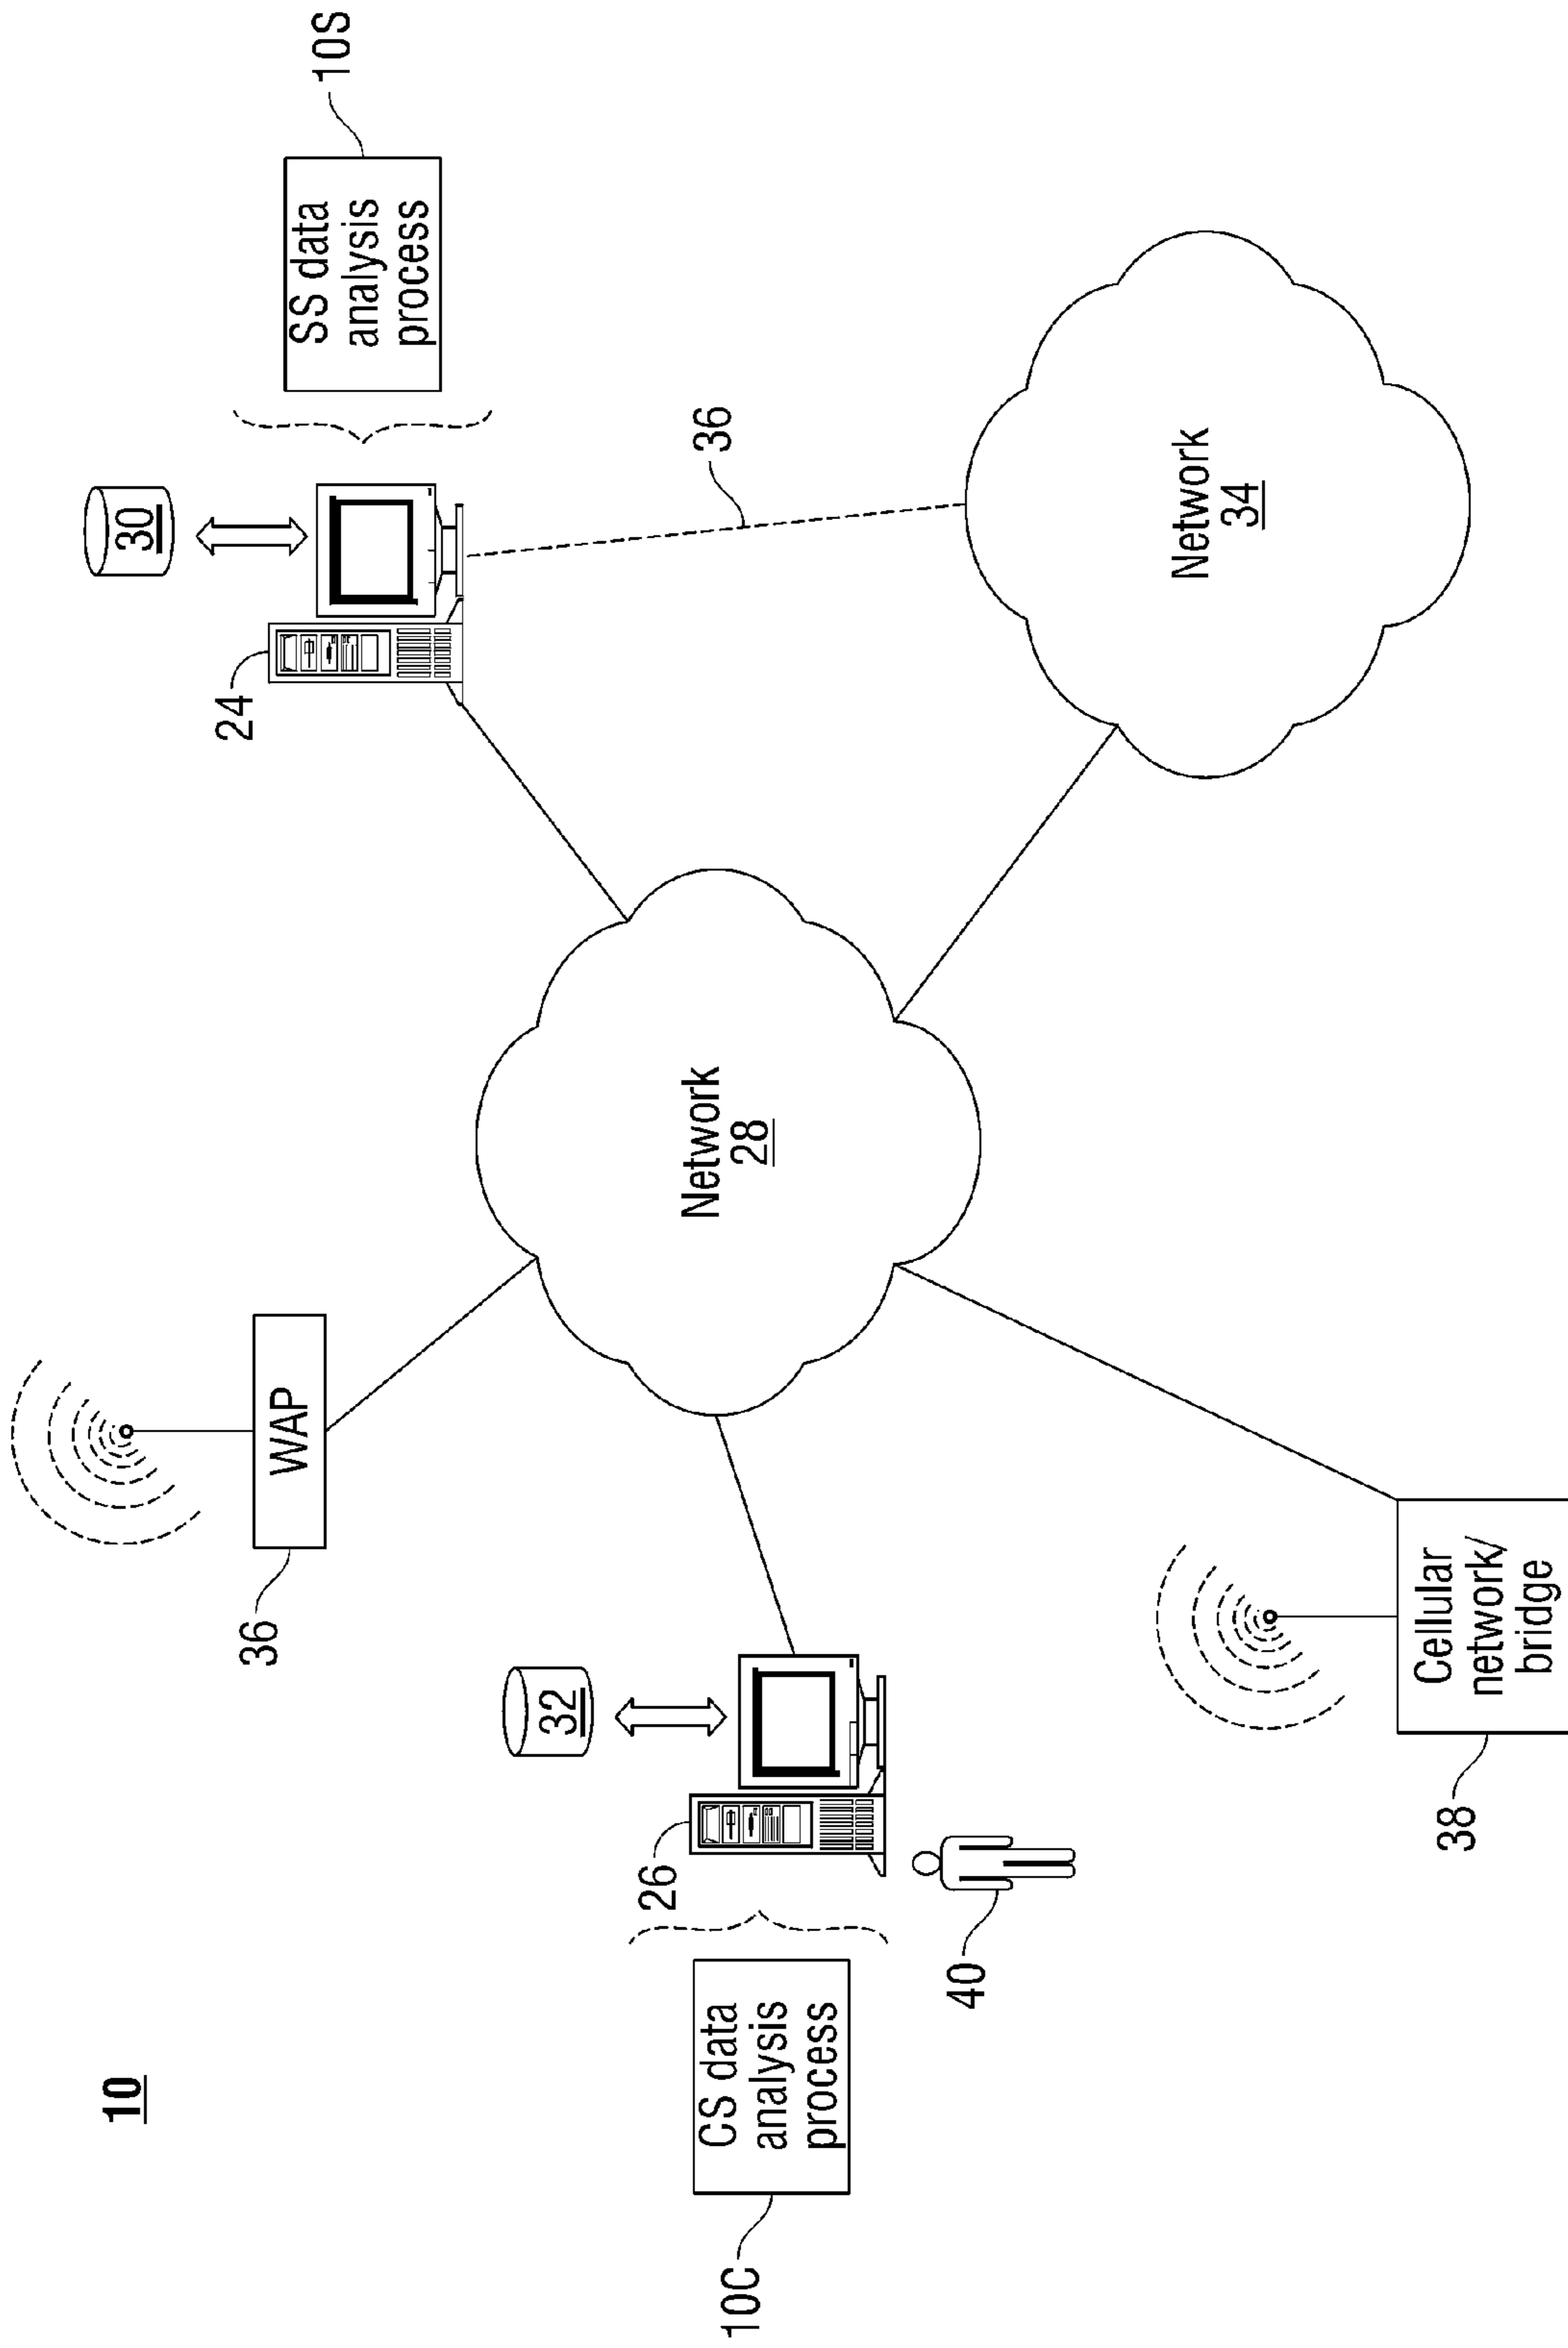 10
10S
SS data
analysis
process
30
24
36
Network
34
Network
28
WAP
36
32
26
CS data
analysis
process
10C
40
Cellular
network/
bridge
38